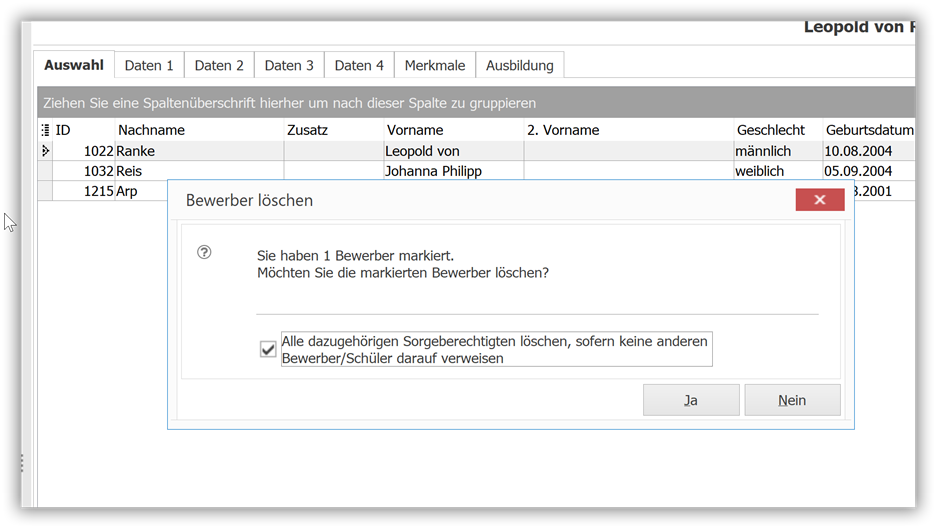 Leopold von
Auswahl Daten 1 Daten 2 Daten 3 Daten 4 Merkmale Ausbildung
Ziehen Sie eine Spaltenüberschrift hierher um nach dieser Spalte zu gruppieren
ID Nachname Zusatz Vorname 2. Vorname Geschlecht Geburtsdatum
1022 Ranke Leopold von männlich 10.08.2004
1032 Reis Johanna Philipp weiblich 05.09.2004
1215 Arp .2001
Bewerber löschen
Sie haben 1 Bewerber markiert.
Möchten Sie die markierten Bewerber löschen?
Alle dazugehörigen Sorgeberechtigten löschen, sofern keine anderen
Bewerber/Schüler darauf verweisen
Ja Nein